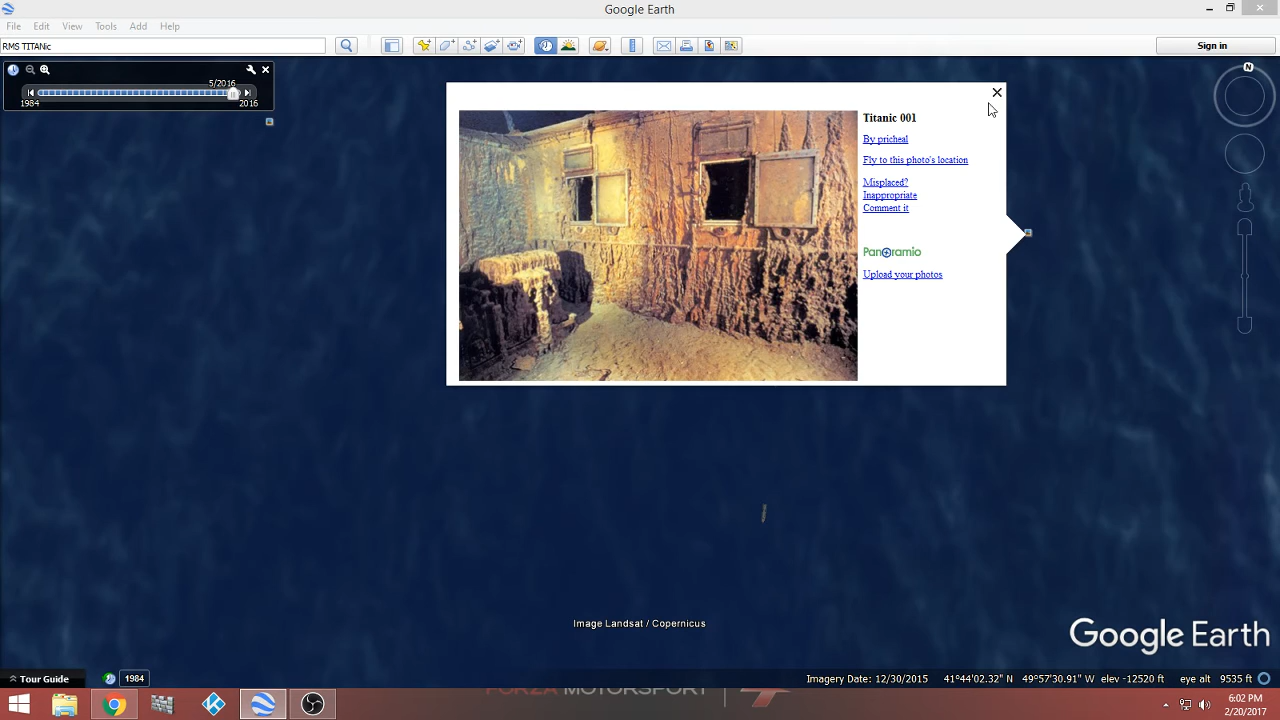 Google Earth
File Edit View Tools Add Help
RMS TITANic
Sign in
5/2016
1984
2016
N
Titanic 001
By pricheal
Fly to this photo's location
Misplaced?
Inappropriate
Comment it
Panoramio
Upload your photos
Image Landsat / Copernicus
Google Earth
Tour Guide
1984
Imagery Date: 12/30/2015 41°44'02.32" N 49°57'30.91" W elev -12520 ft eye alt 9535 ft
FORZA MOTORSPORT
6:02 PM
2/20/2017